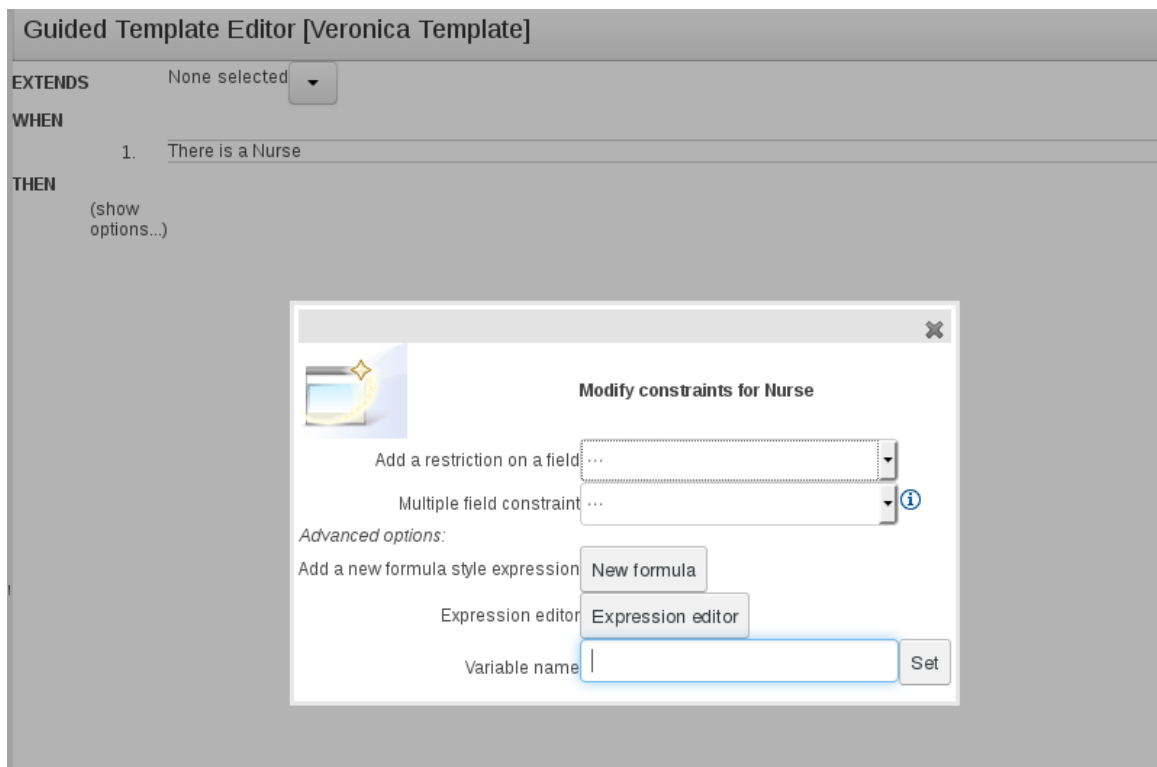 Guided Template Editor [Veronica Template]
EXTENDS None selected
WHEN
1. There is a Nurse
THEN
(show
options...)
Modify constraints for Nurse
Add a restriction on a field ...
Multiple field constraint ...
Advanced options:
Add a new formula style expression New formula
Expression editor Expression editor
Variable name Set